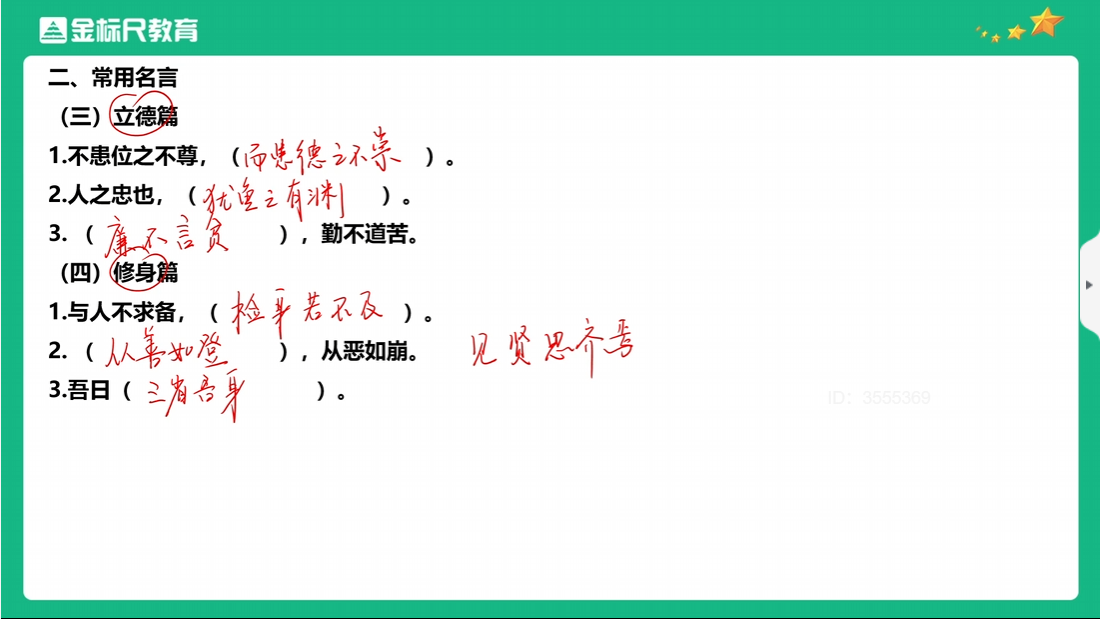 金标尺教育
二、常用名言
（三）立德篇
1.不患位之不尊，（而患德之不崇）。
2.人之忠也，（犹鱼之有渊）。
3.（廉不言贫），勤不道苦。
（四）修身篇
1.与人不求备，（检身若不及）。
2.（从善如登），从恶如崩。 见贤思齐焉
3.吾日（三省吾身）。
ID：3555369